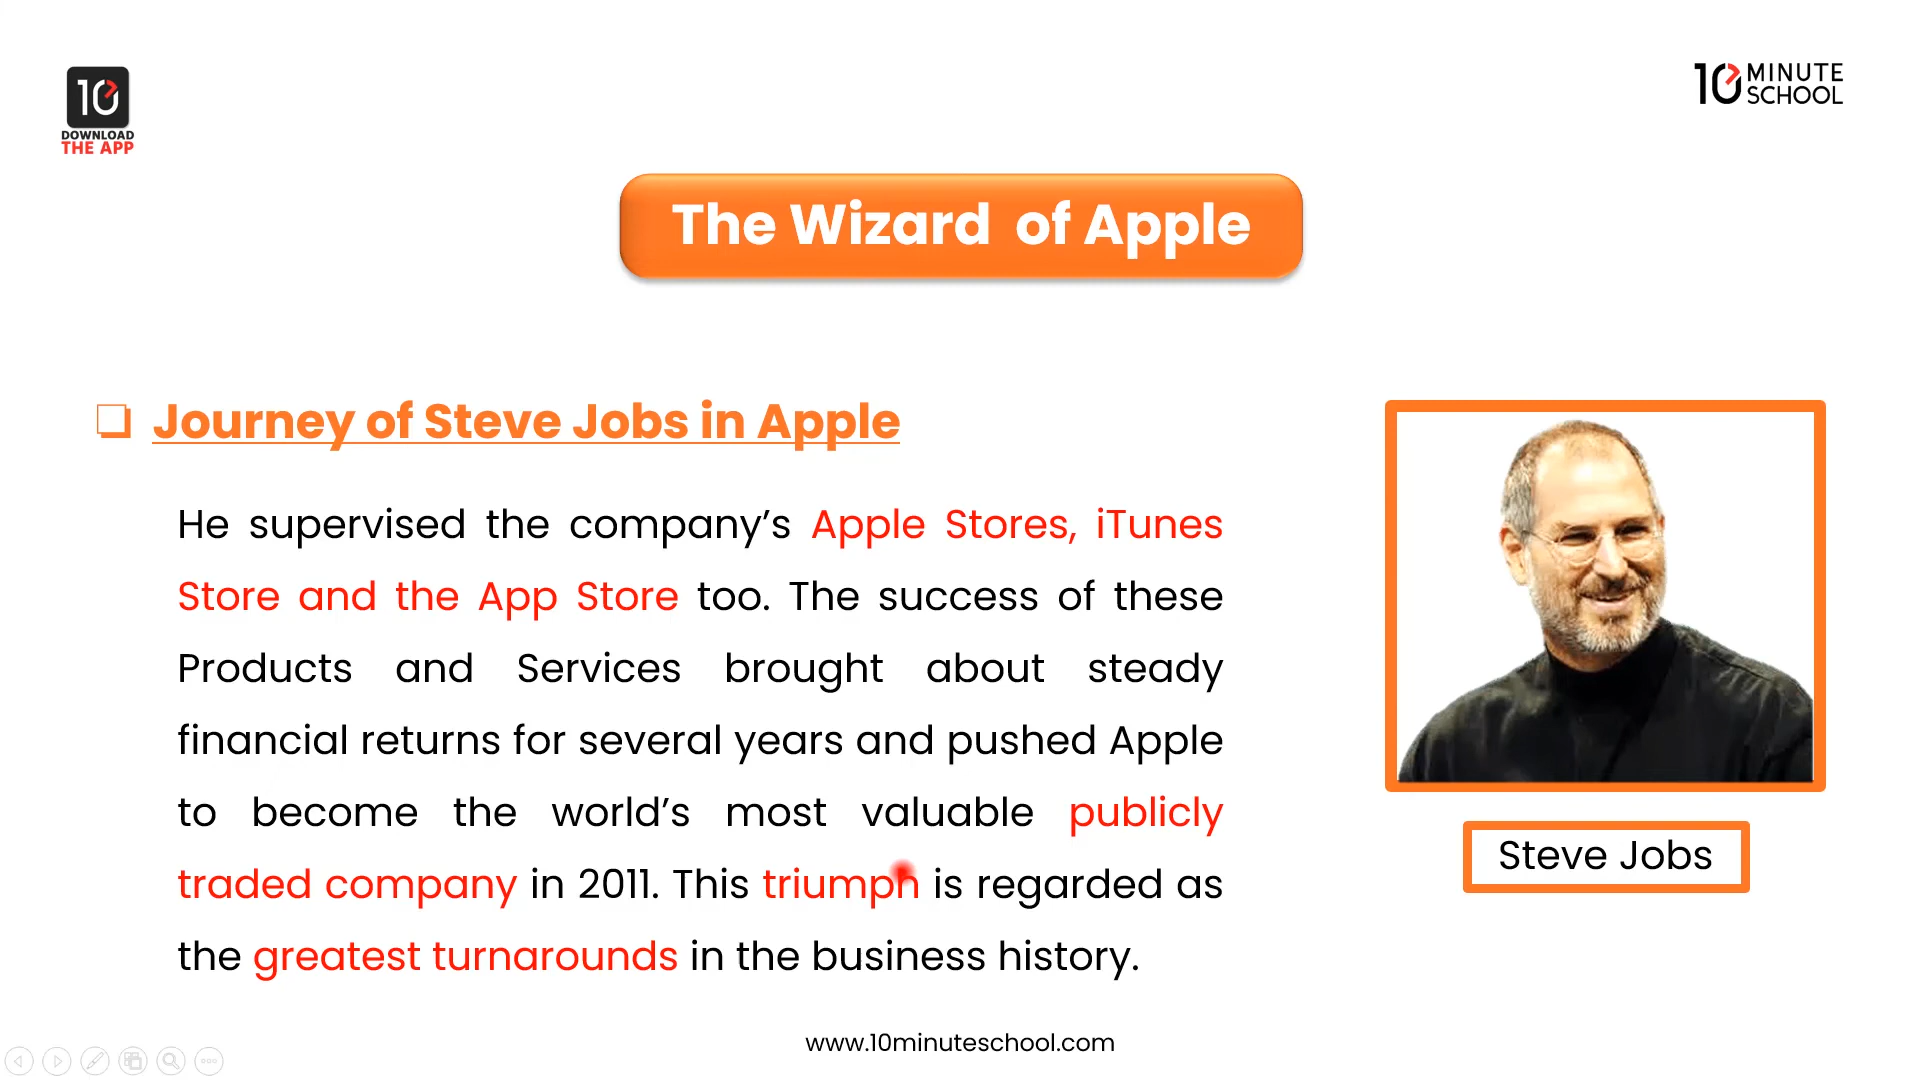 10
DOWNLOAD
THE APP
10 MINUTE
SCHOOL
The Wizard of Apple
Journey of Steve Jobs in Apple
He supervised the company’s Apple Stores, iTunes
Store and the App Store too. The success of these
Products and Services brought about steady
financial returns for several years and pushed Apple
to become the world’s most valuable publicly
traded company in 2011. This triumph is regarded as
the greatest turnarounds in the business history.
Steve Jobs
www.10minuteschool.com